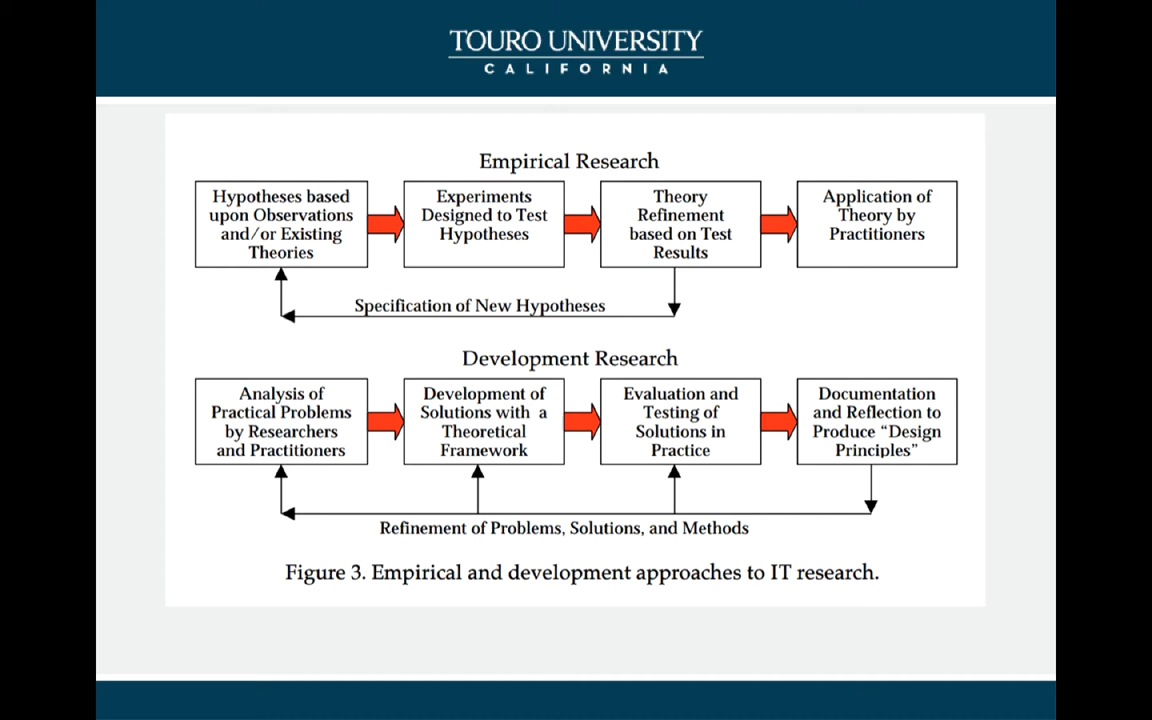 TOURO UNIVERSITY
CALIFORNIA
Empirical Research
Hypotheses based
upon Observations
and/or Existing
Theories
Experiments
Designed to Test
Hypotheses
Theory
Refinement
based on Test
Results
Application of
Theory by
Practitioners
Specification of New Hypotheses
Development Research
Analysis of
Practical Problems
by Researchers
and Practitioners
Development of
Solutions with a
Theoretical
Framework
Evaluation and
Testing of
Solutions in
Practice
Documentation
and Reflection to
Produce “Design
Principles”
Refinement of Problems, Solutions, and Methods
Figure 3. Empirical and development approaches to IT research.